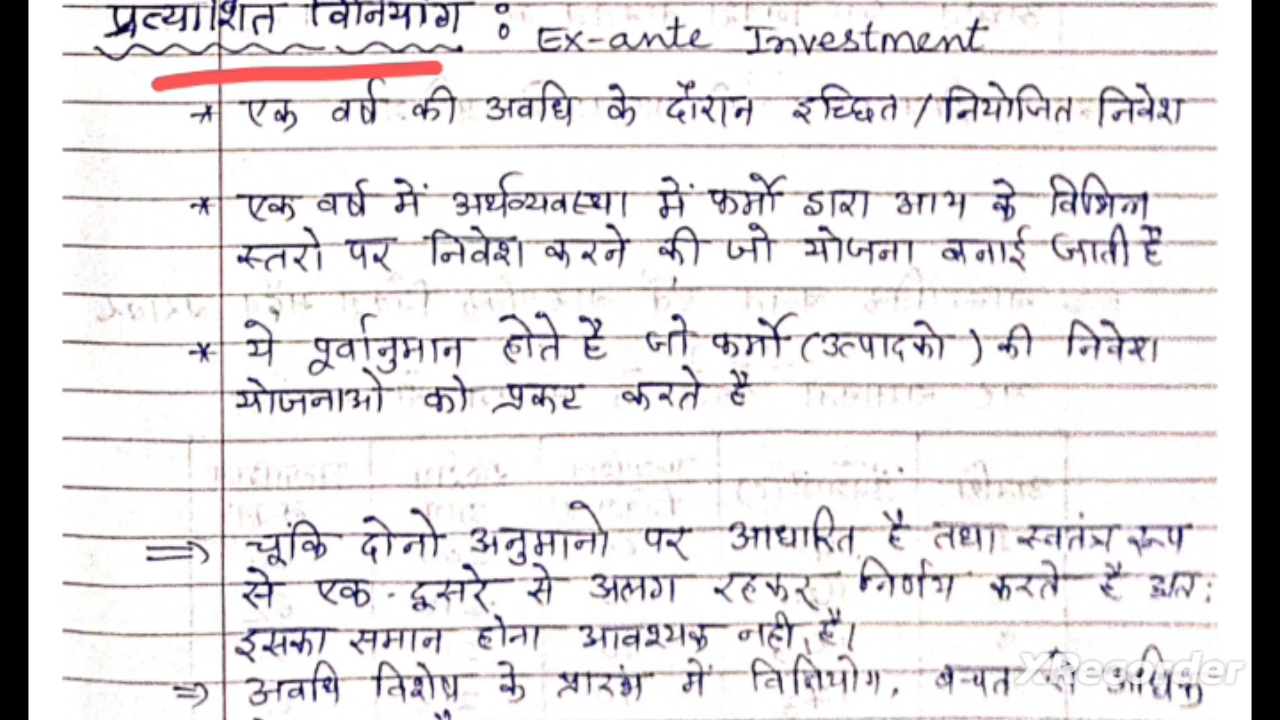 प्रत्याशित विनियोग : Ex-ante Investment
* एक वर्ष की अवधि के दौरान इच्छित / नियोजित निवेश
* एक वर्ष में अर्थव्यवस्था में फर्मो द्वारा आय के विभिन्न
स्तरो पर निवेश करने की जो योजना बनाई जाती है
* ये पूर्वानुमान होते है जो फर्मो (उत्पादको) की निवेश
योजनाओ को प्रकट करते है
⇒ चूंकि दोनो अनुमानो पर आधारित है तथा स्वतंत्र रूप
से एक-दूसरे से अलग रहकर निर्णय करते है अत:
इसका समान होना आवश्यक नही है।
⇒ अवधि विशेष के प्रारंभ में विनियोग, बचत से अधिक
XRecorder